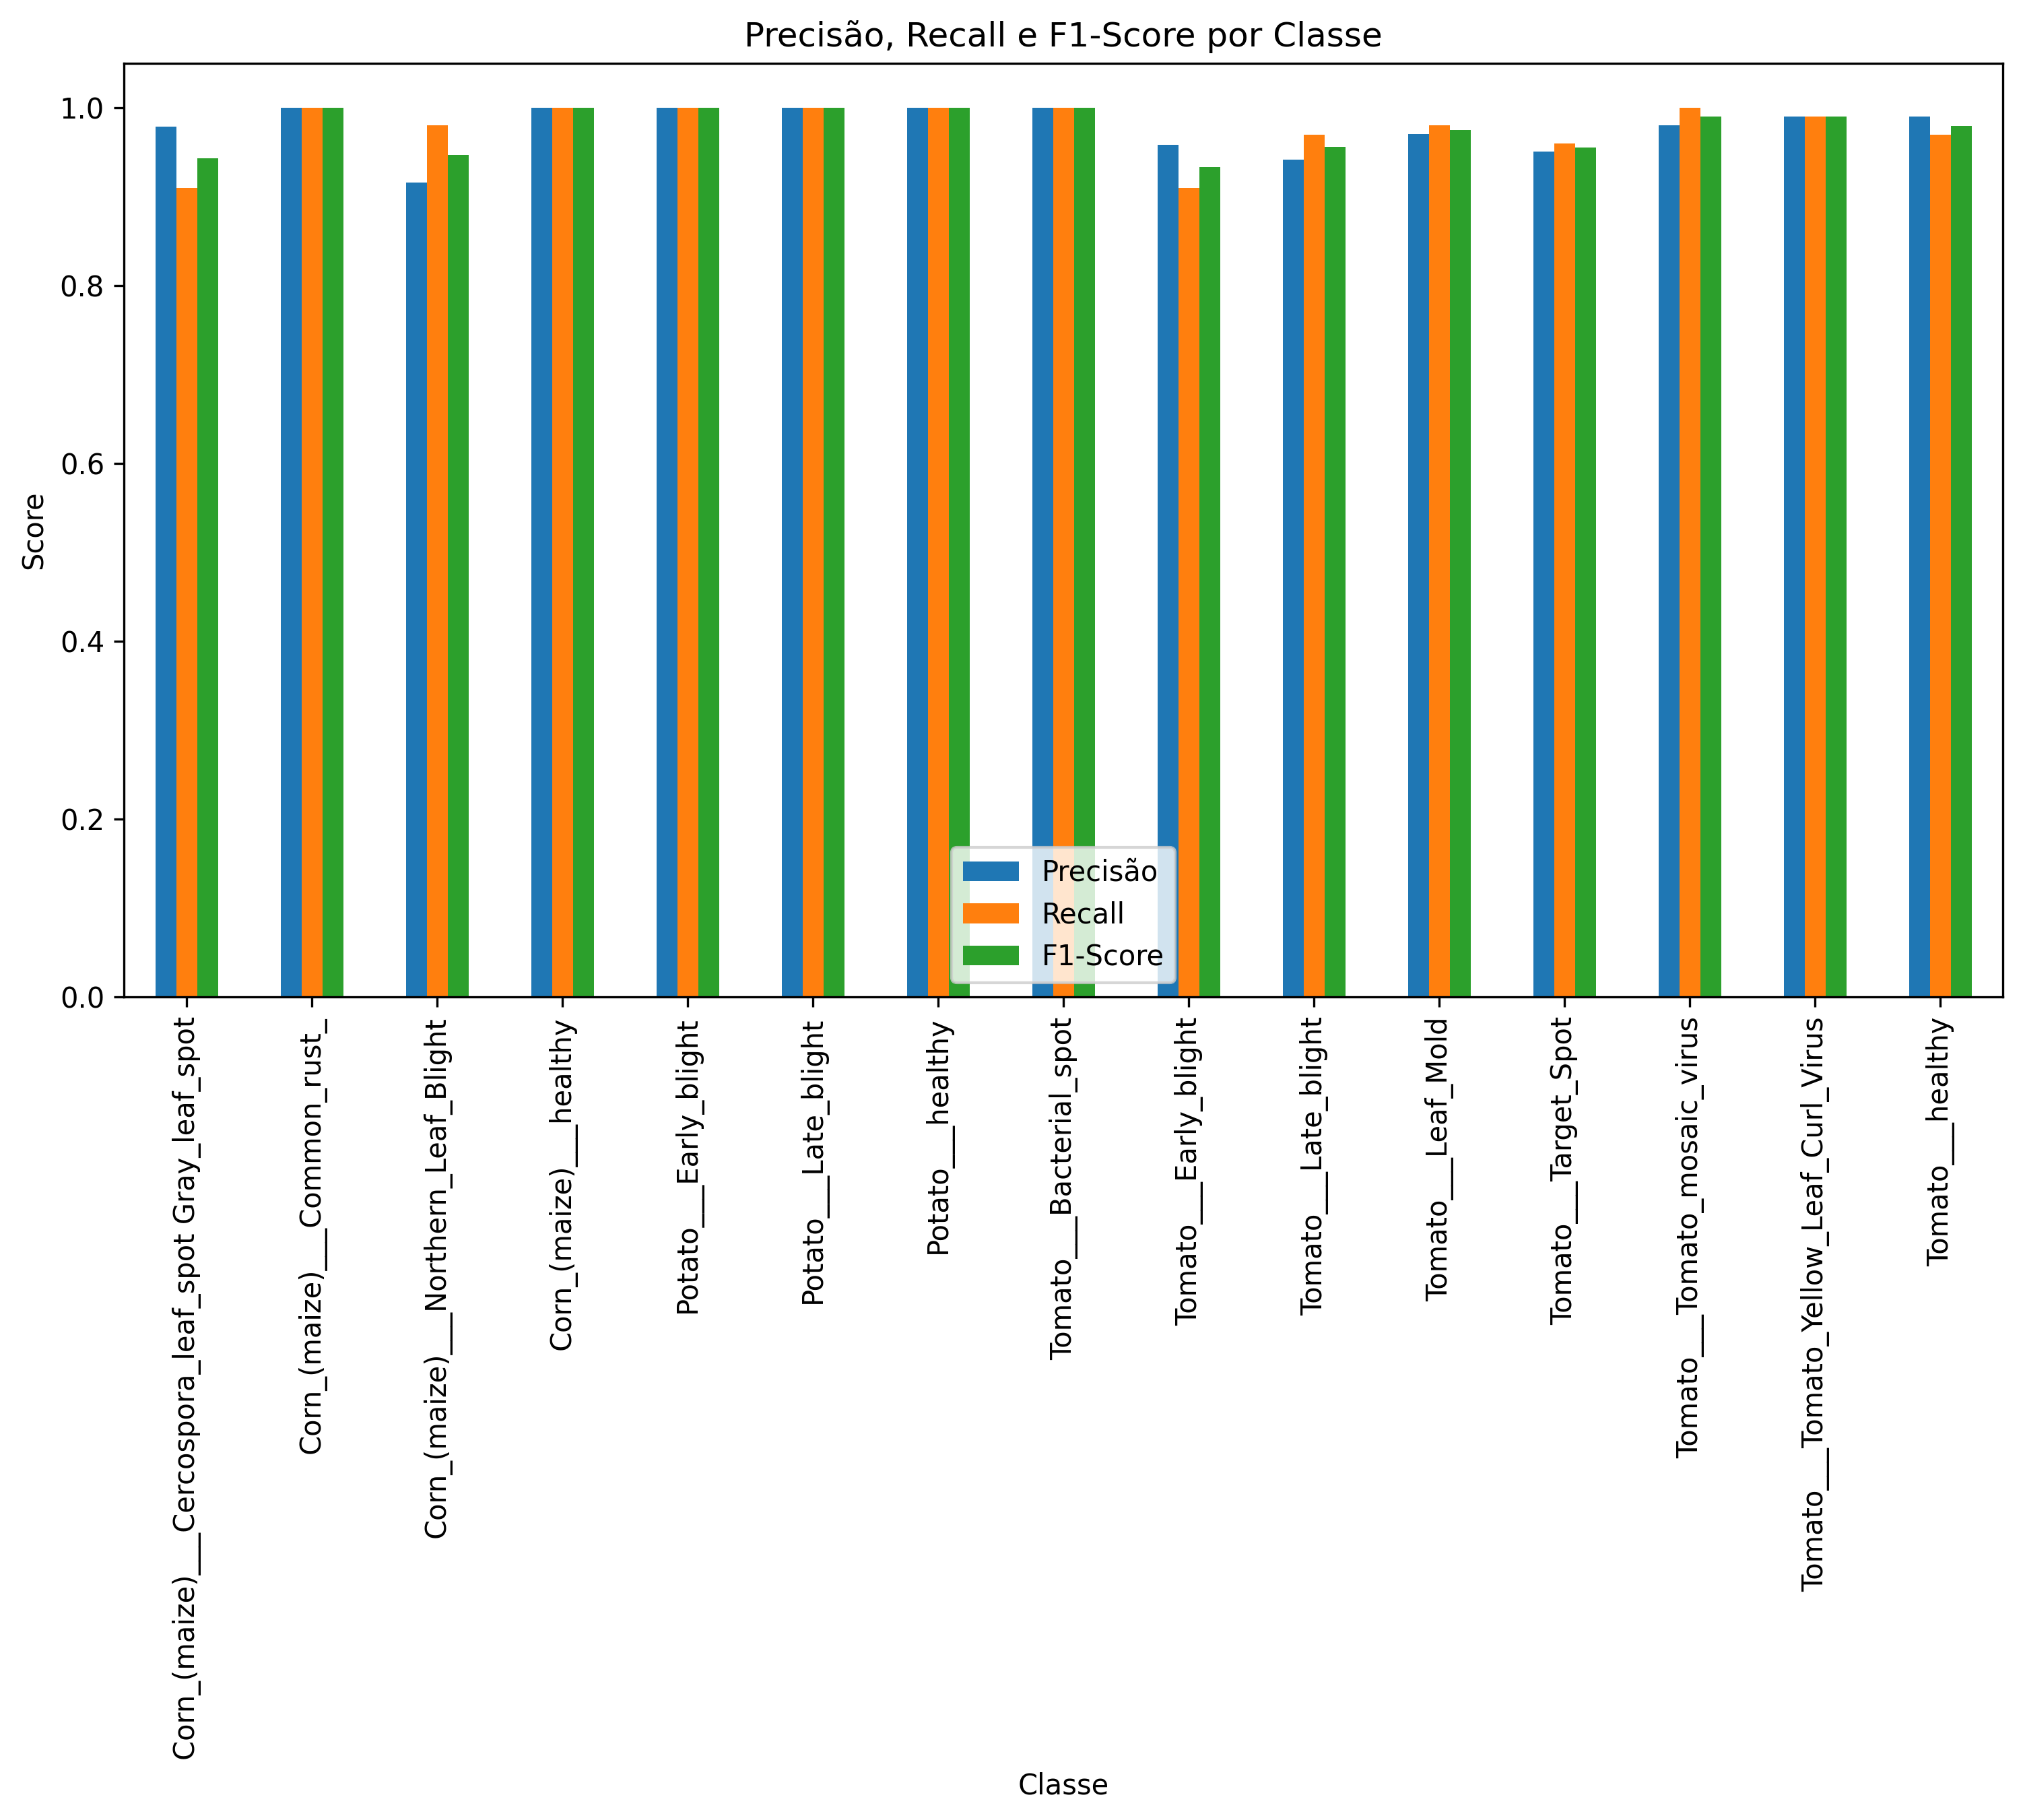 Precisão, Recall e F1-Score por Classe
Score
1.0
0.8
0.6
0.4
0.2
0.0
Precisão
Recall
F1-Score
Corn_(maize)___Cercospora_leaf_spot Gray_leaf_spot
Corn_(maize)___Common_rust_
Corn_(maize)___Northern_Leaf_Blight
Corn_(maize)___healthy
Potato___Early_blight
Potato___Late_blight
Potato___healthy
Tomato___Bacterial_spot
Tomato___Early_blight
Tomato___Late_blight
Tomato___Leaf_Mold
Tomato___Target_Spot
Tomato___Tomato_mosaic_virus
Tomato___Tomato_Yellow_Leaf_Curl_Virus
Tomato___healthy
Classe